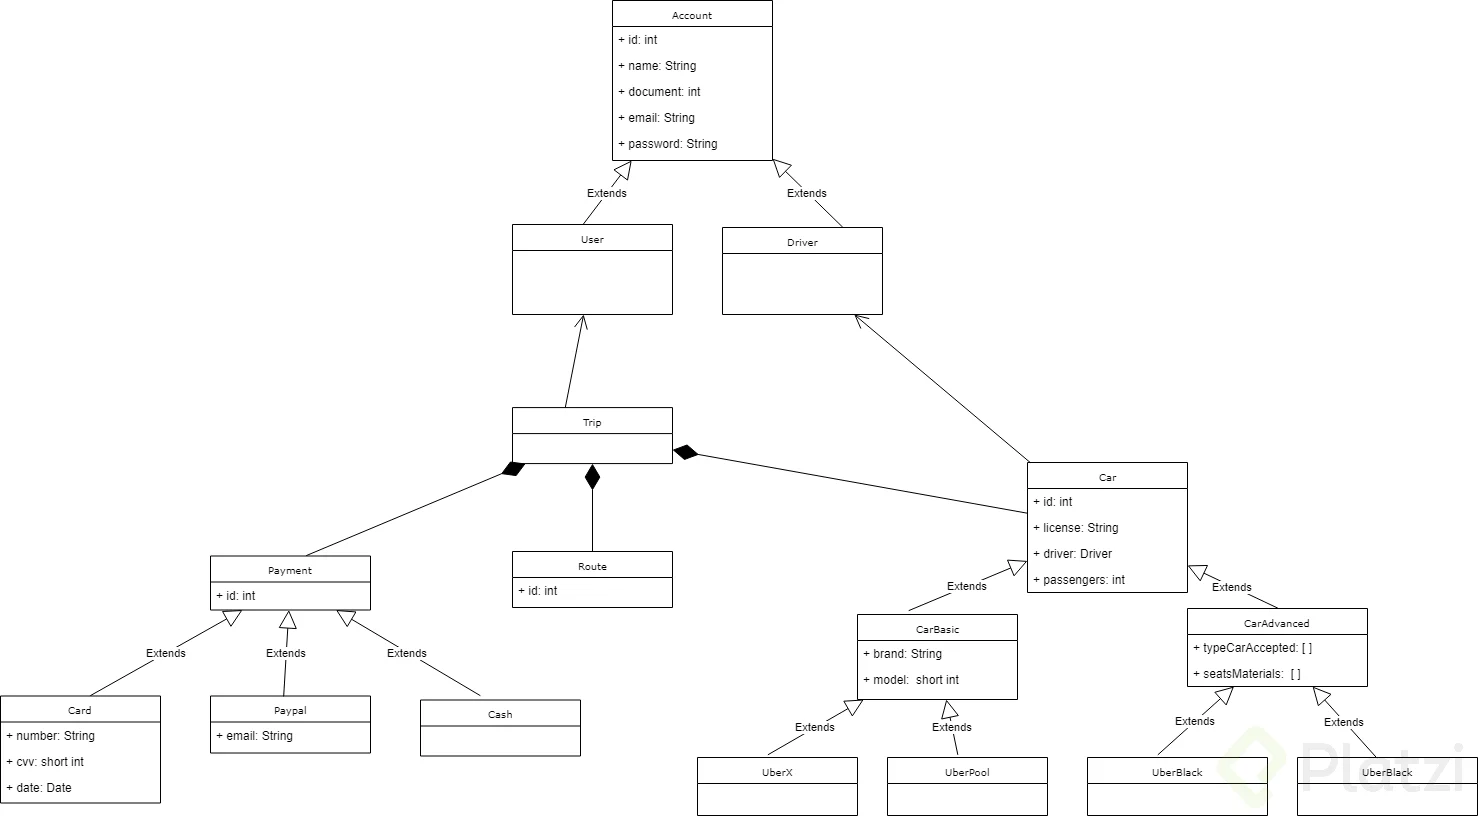 Account
+ id: int
+ name: String
+ document: int
+ email: String
+ password: String
Extends
Extends
User
Driver
Trip
Car
+ id: int
+ license: String
+ driver: Driver
+ passengers: int
Payment
+ id: int
Route
+ id: int
Extends
Extends
CarBasic
+ brand: String
+ model:  short int
CarAdvanced
+ typeCarAccepted: [ ]
+ seatsMaterials:  [ ]
Extends
Extends
Extends
Card
+ number: String
+ cvv: short int
+ date: Date
Paypal
+ email: String
Cash
Extends
Extends
Extends
Extends
UberX
UberPool
UberBlack
UberBlack
Platzi